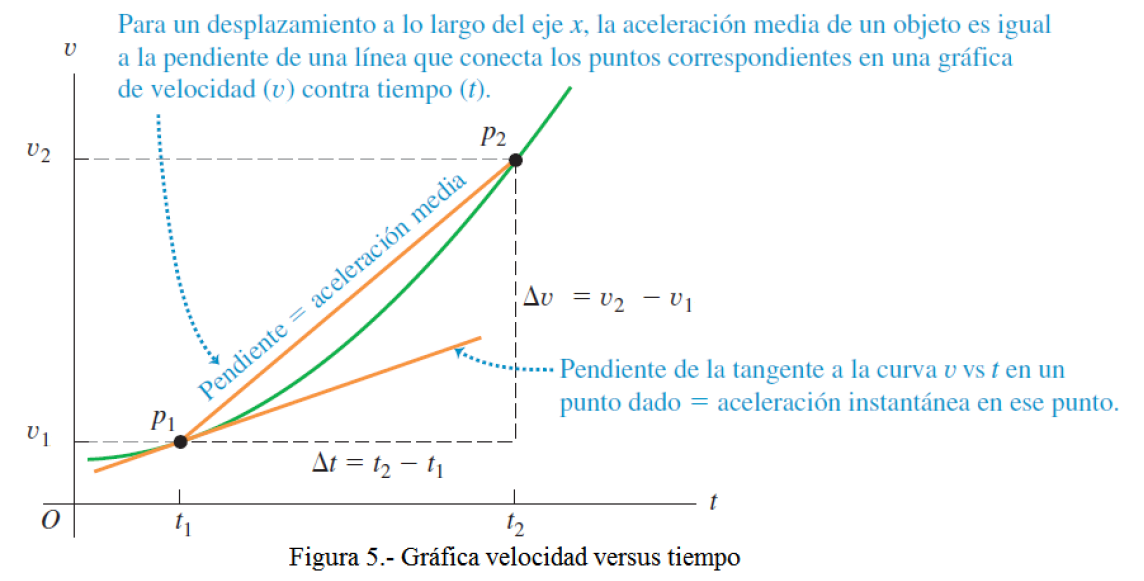 Para un desplazamiento a lo largo del eje x, la aceleración media de un objeto es igual
a la pendiente de una línea que conecta los puntos correspondientes en una gráfica
de velocidad (v) contra tiempo (t).
v
p₂
v₂
Pendiente = aceleración media
Δv = v₂ − v₁
Pendiente de la tangente a la curva v vs t en un
punto dado = aceleración instantánea en ese punto.
p₁
v₁
Δt = t₂ − t₁
t
O
t₁
t₂
Figura 5.- Gráfica velocidad versus tiempo